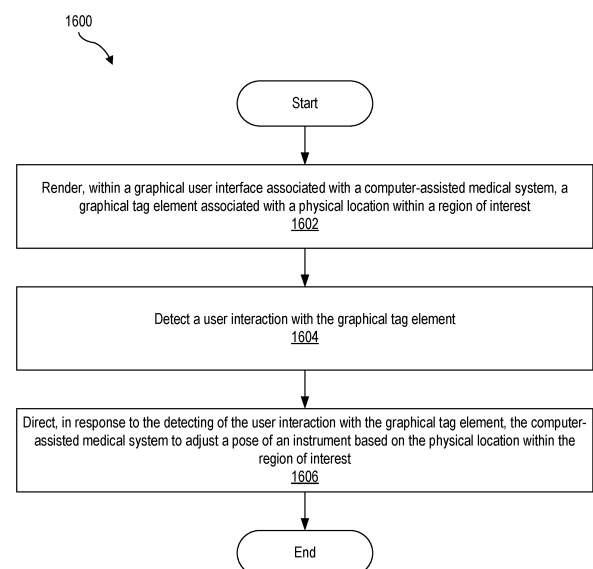 1600
Start
Render, within a graphical user interface associated with a computer-assisted medical system, a
graphical tag element associated with a physical location within a region of interest
1602
Detect a user interaction with the graphical tag element
1604
Direct, in response to the detecting of the user interaction with the graphical tag element, the computer-
assisted medical system to adjust a pose of an instrument based on the physical location within the
region of interest
1606
End